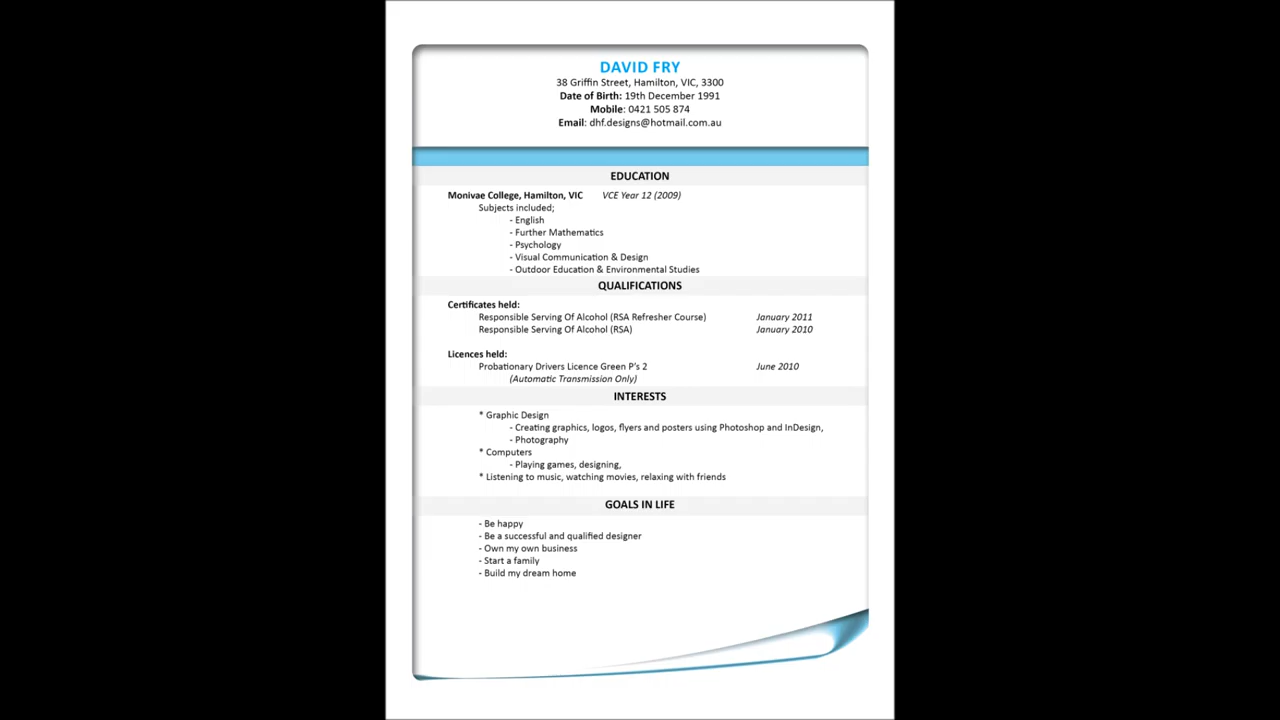 DAVID FRY
38 Griffin Street, Hamilton, VIC, 3300
Date of Birth: 19th December 1991
Mobile: 0421 505 874
Email: dhf.designs@hotmail.com.au
EDUCATION
Monivae College, Hamilton, VIC VCE Year 12 (2009)
Subjects included;
- English
- Further Mathematics
- Psychology
- Visual Communication & Design
- Outdoor Education & Environmental Studies
QUALIFICATIONS
Certificates held:
Responsible Serving Of Alcohol (RSA Refresher Course) January 2011
Responsible Serving Of Alcohol (RSA) January 2010
Licences held:
Probationary Drivers Licence Green P's 2 June 2010
(Automatic Transmission Only)
INTERESTS
* Graphic Design
- Creating graphics, logos, flyers and posters using Photoshop and InDesign,
- Photography
* Computers
- Playing games, designing,
* Listening to music, watching movies, relaxing with friends
GOALS IN LIFE
- Be happy
- Be a successful and qualified designer
- Own my own business
- Start a family
- Build my dream home